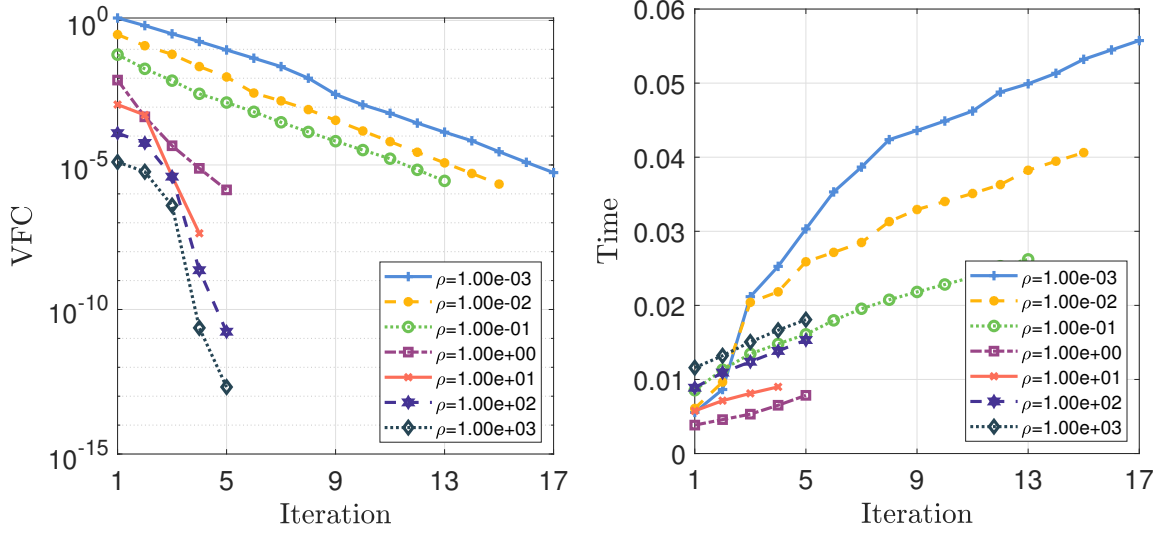 10^0
10^-5
10^-10
10^-15
VFC
1 5 9 13 17
Iteration
ρ=1.00e-03
ρ=1.00e-02
ρ=1.00e-01
ρ=1.00e+00
ρ=1.00e+01
ρ=1.00e+02
ρ=1.00e+03
0.06
0.05
0.04
0.03
0.02
0.01
0
Time
1 5 9 13 17
Iteration
ρ=1.00e-03
ρ=1.00e-02
ρ=1.00e-01
ρ=1.00e+00
ρ=1.00e+01
ρ=1.00e+02
ρ=1.00e+03